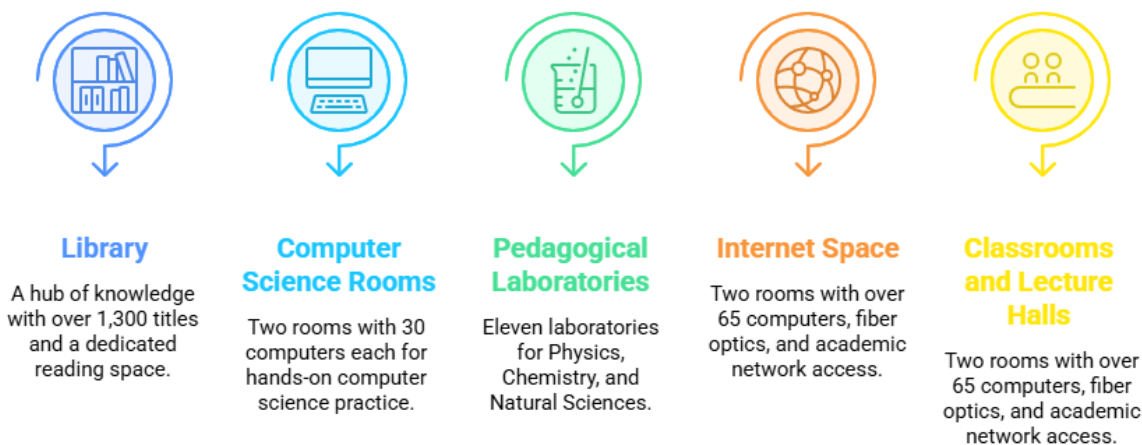 Library
A hub of knowledge
with over 1,300 titles
and a dedicated
reading space.
Computer
Science Rooms
Two rooms with 30
computers each for
hands-on computer
science practice.
Pedagogical
Laboratories
Eleven laboratories
for Physics,
Chemistry, and
Natural Sciences.
Internet Space
Two rooms with over
65 computers, fiber
optics, and academic
network access.
Classrooms
and Lecture
Halls
Two rooms with over
65 computers, fiber
optics, and academic
network access.